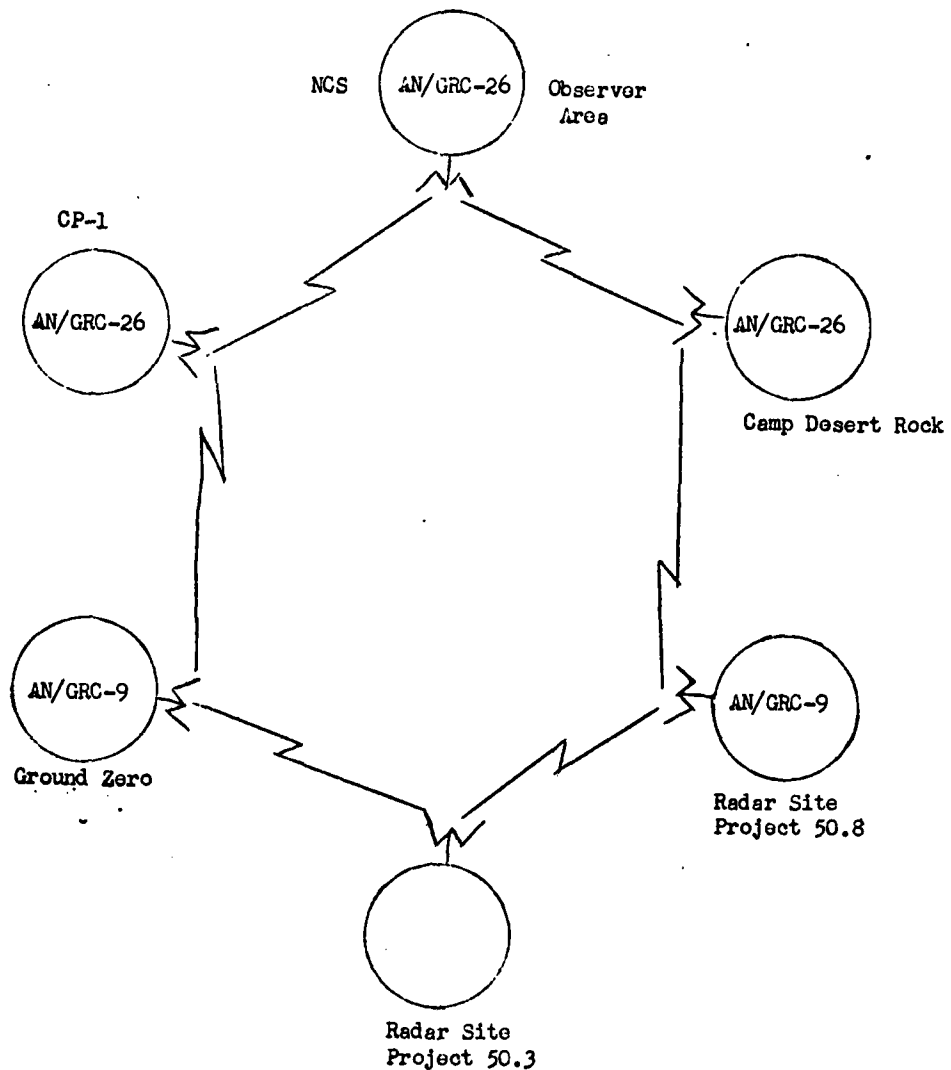 NCS
AN/GRC-26
Observer
Area
CP-1
AN/GRC-26
AN/GRC-26
Camp Desert Rock
AN/GRC-9
Ground Zero
AN/GRC-9
Radar Site
Project 50.8
Radar Site
Project 50.3